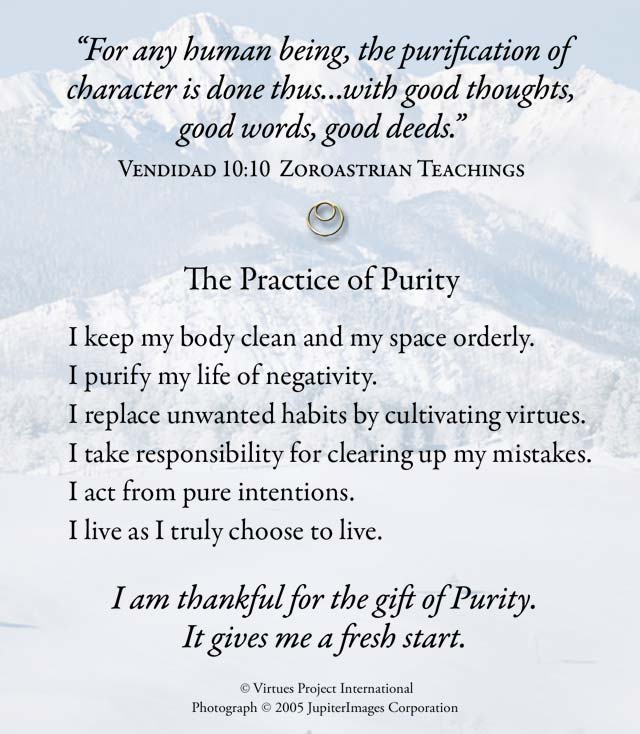 “For any human being, the purification of
character is done thus...with good thoughts,
good words, good deeds.”
Vendidad 10:10 Zoroastrian Teachings
The Practice of Purity
I keep my body clean and my space orderly.
I purify my life of negativity.
I replace unwanted habits by cultivating virtues.
I take responsibility for clearing up my mistakes.
I act from pure intentions.
I live as I truly choose to live.
I am thankful for the gift of Purity.
It gives me a fresh start.
© Virtues Project International
Photograph © 2005 JupiterImages Corporation